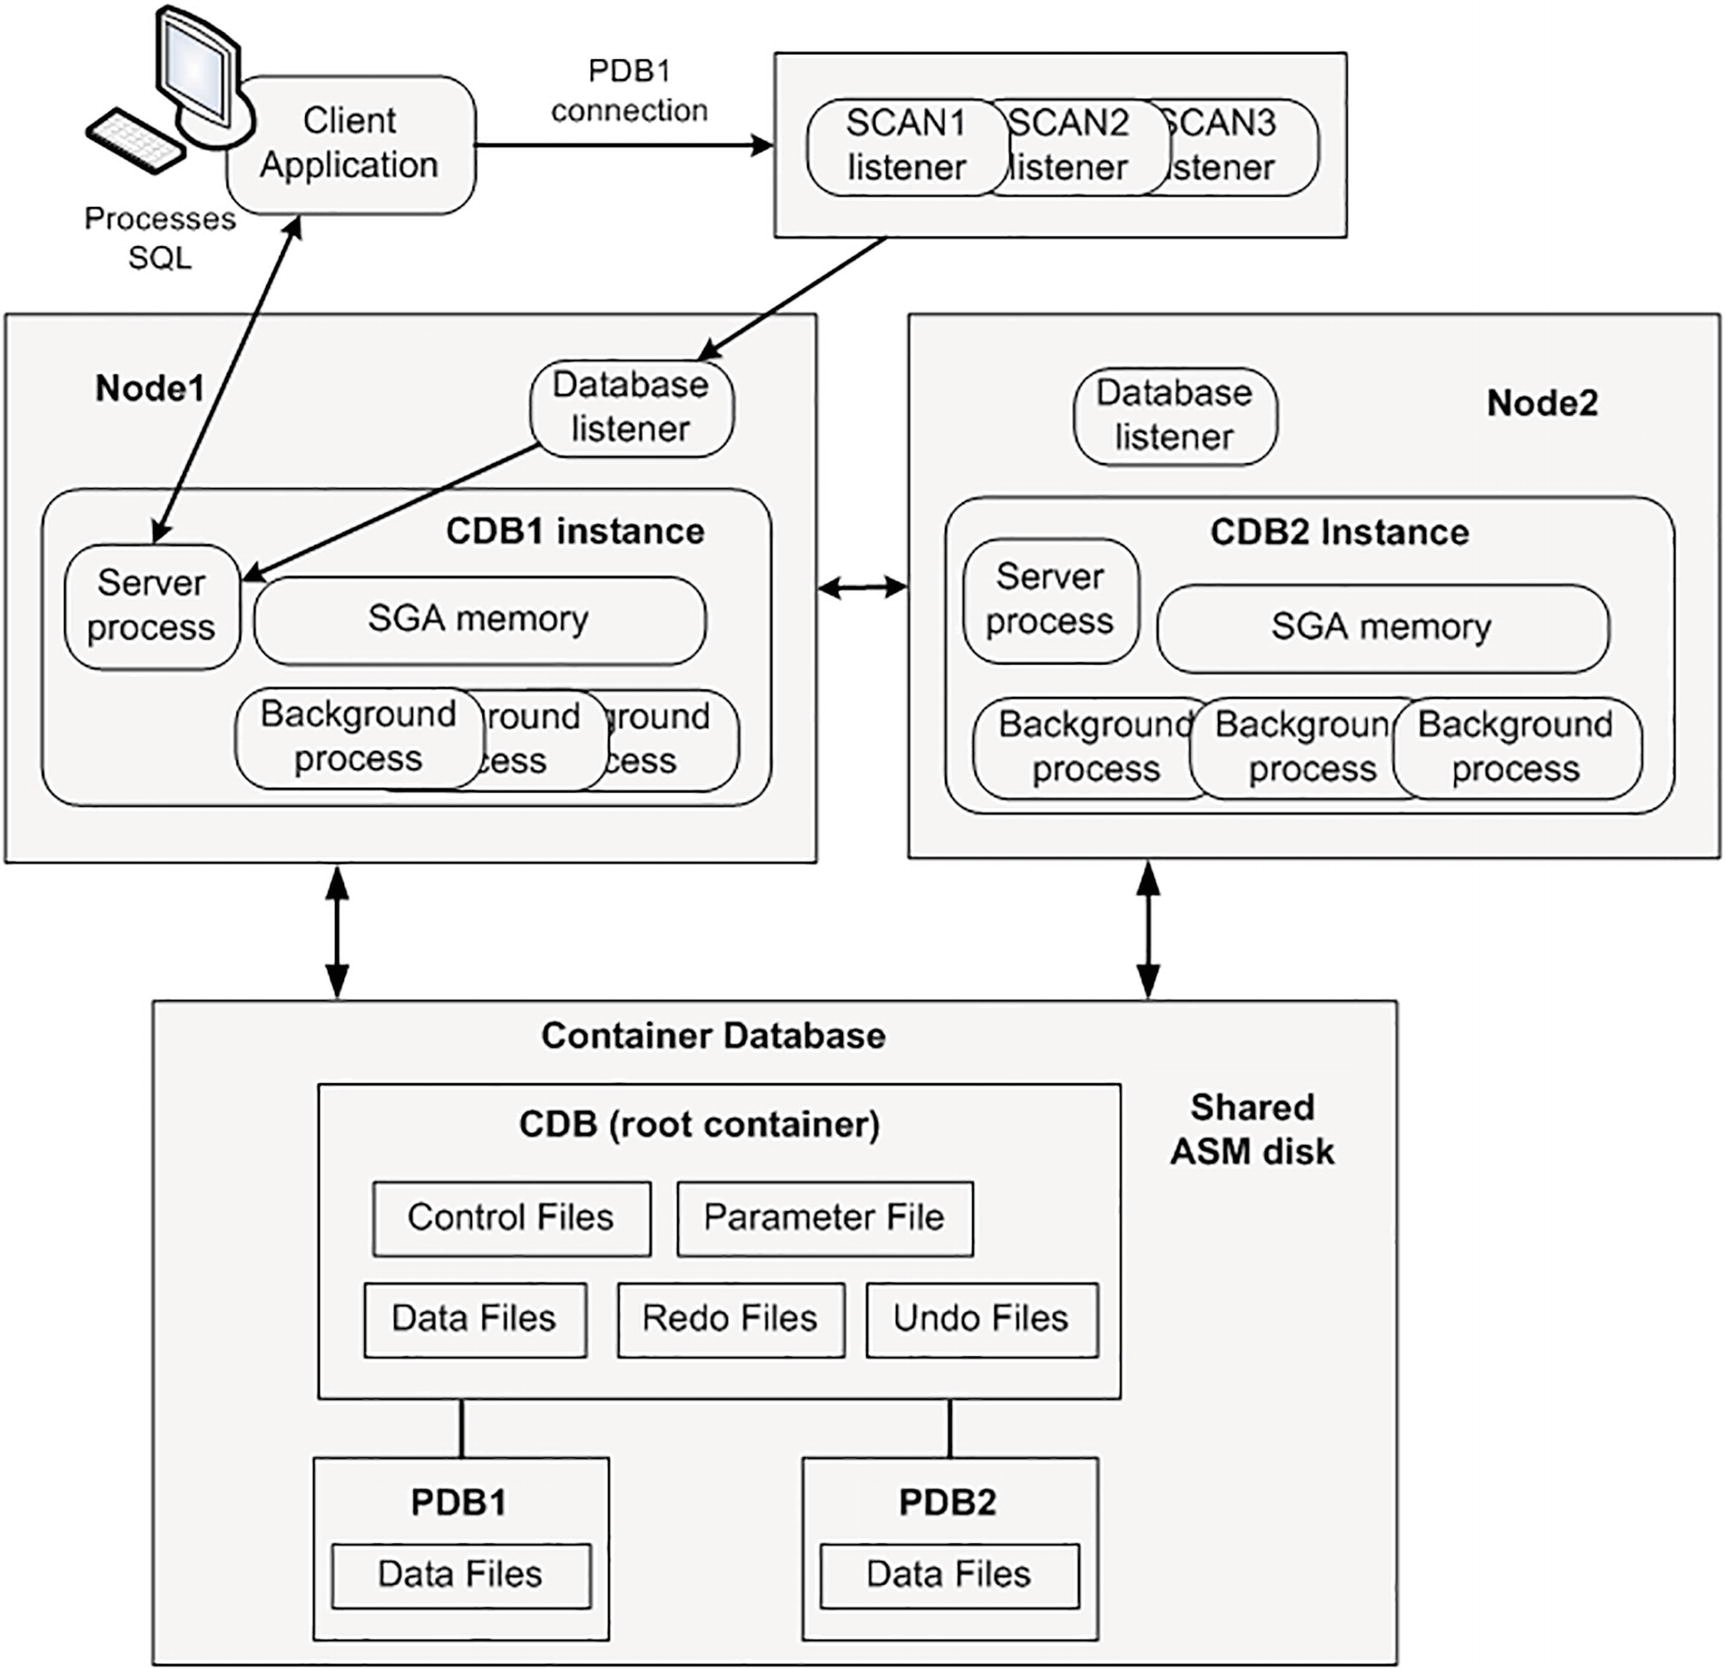 PDB1
connection
Client
Application
SCAN1
listener
SCAN2
listener
SCAN3
stener
Processes
SQL
Node1
Database
listener
CDB1 instance
Server
process
SGA memory
Background
process
round
cess
ground
cess
Database
listener
Node2
CDB2 Instance
Server
process
SGA memory
Background
process
Backgroun
process
Background
process
Container Database
Shared
ASM disk
CDB (root container)
Control Files
Parameter File
Data Files
Redo Files
Undo Files
PDB1
Data Files
PDB2
Data Files